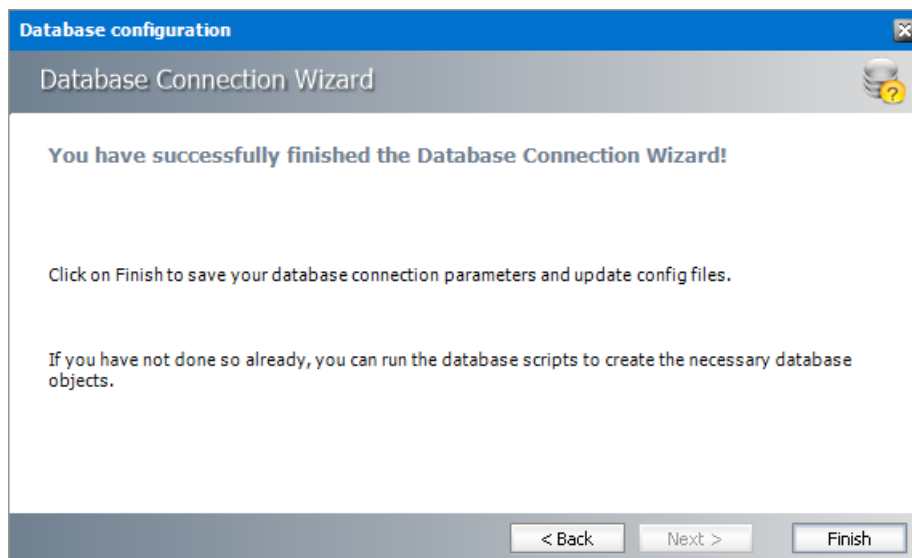 Database configuration
Database Connection Wizard
You have successfully finished the Database Connection Wizard!
Click on Finish to save your database connection parameters and update config files.
If you have not done so already, you can run the database scripts to create the necessary database
objects.
< Back
Next >
Finish